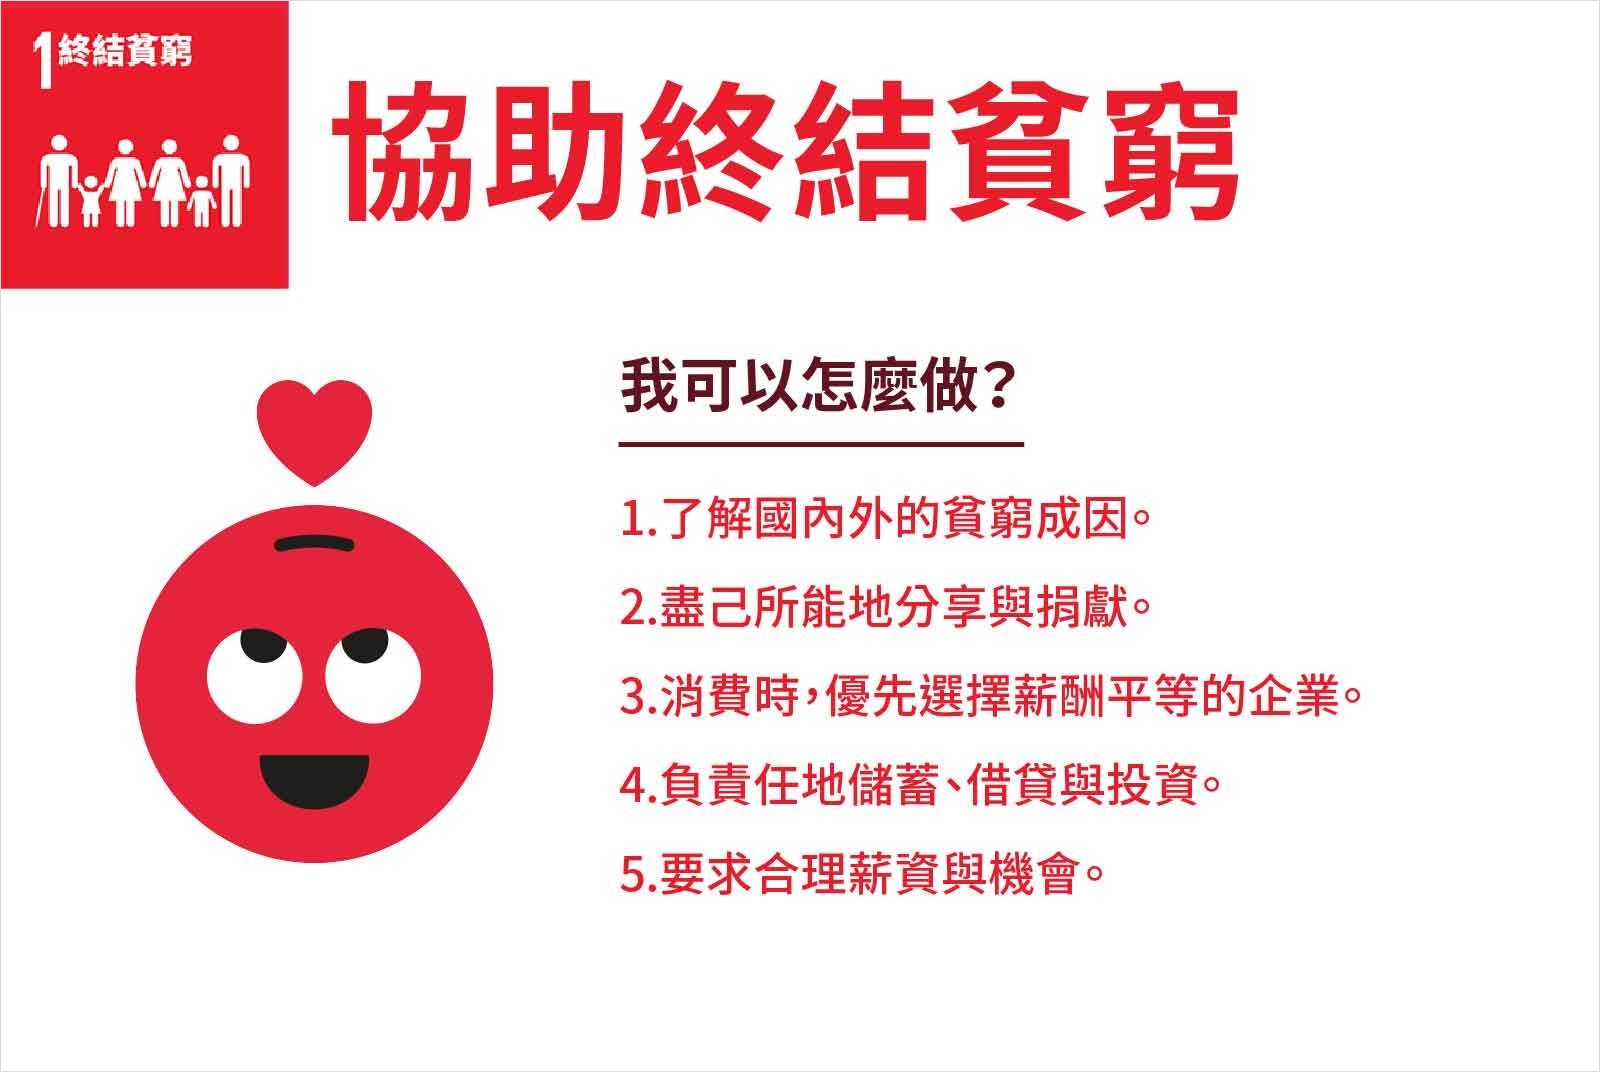 1 終結貧窮
協助終結貧窮
我可以怎麼做？
1.了解國內外的貧窮成因。
2.盡己所能地分享與捐獻。
3.消費時，優先選擇薪酬平等的企業。
4.負責任地儲蓄、借貸與投資。
5.要求合理薪資與機會。